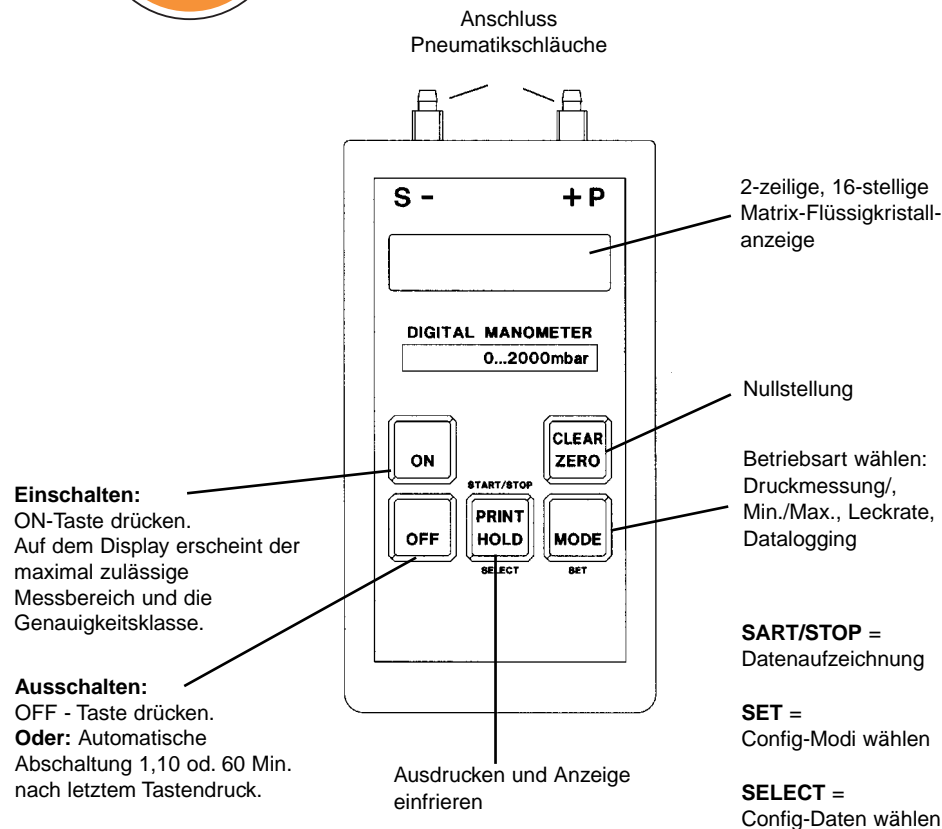 Anschluss
Pneumatikschläuche
S -
+ P
2-zeilige, 16-stellige
Matrix-Flüssigkristall-
anzeige
DIGITAL MANOMETER
0...2000mbar
Nullstellung
ON
CLEAR
ZERO
START/STOP
OFF
PRINT
HOLD
MODE
SELECT
SET
Betriebsart wählen:
Druckmessung/,
Min./Max., Leckrate,
Datalogging
Einschalten:
ON-Taste drücken.
Auf dem Display erscheint der
maximal zulässige
Messbereich und die
Genauigkeitsklasse.
Ausschalten:
OFF - Taste drücken.
Oder: Automatische
Abschaltung 1,10 od. 60 Min.
nach letztem Tastendruck.
Ausdrucken und Anzeige
einfrieren
SART/STOP =
Datenaufzeichnung
SET =
Config-Modi wählen
SELECT =
Config-Daten wählen